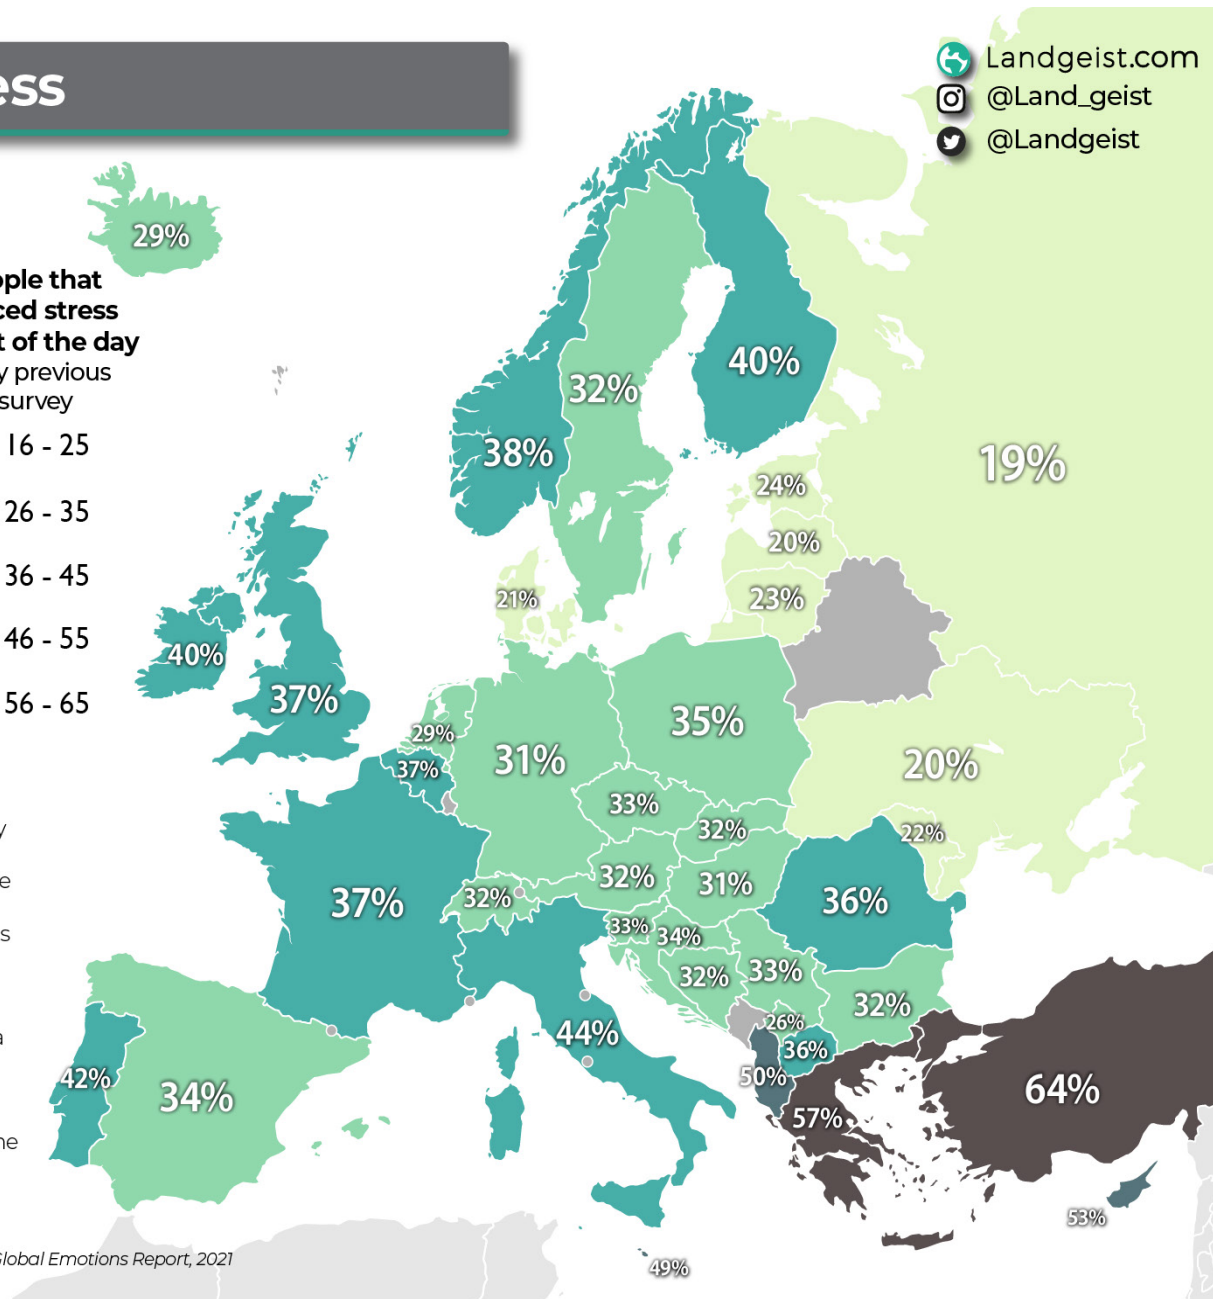 ess
Landgeist.com
@Land_geist
@Landgeist
29%
ople that
ced stress
t of the day
y previous
survey
16 - 25
26 - 35
36 - 45
46 - 55
56 - 65
40%
32%
38%
19%
24%
20%
23%
21%
40%
37%
29%
37%
31%
35%
33%
32%
20%
22%
y
e
s
a
ne
37%
32%
32%
31%
36%
33%
34%
32%
33%
32%
26%
36%
44%
50%
57%
64%
42%
34%
53%
49%
Global Emotions Report, 2021